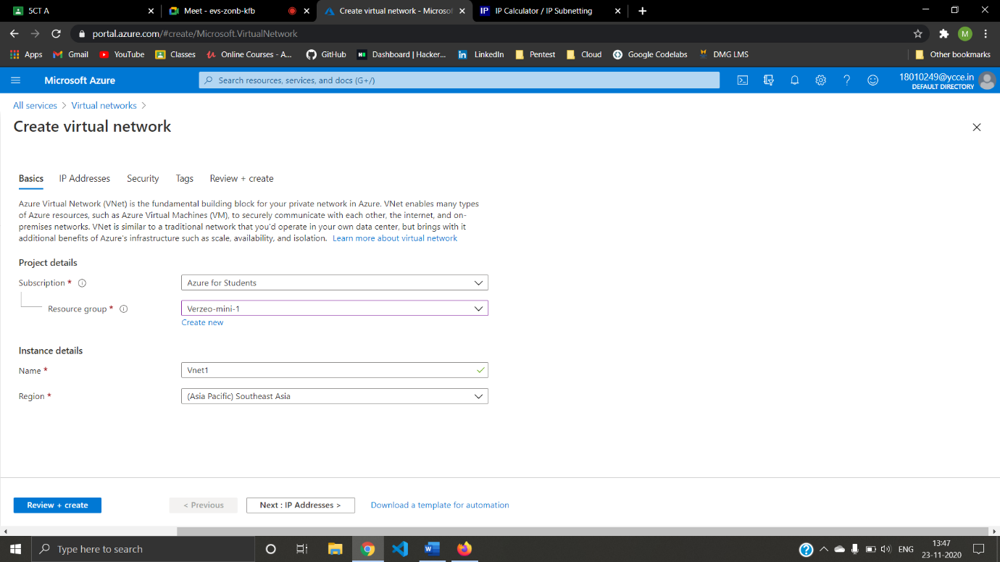 5CT A
Meet - evs-zonb-kfb
Create virtual network - Microsof
IP IP Calculator / IP Subnetting
portal.azure.com/#create/Microsoft.VirtualNetwork
M
Apps Gmail YouTube Classes Online Courses - A... GitHub Dashboard | Hacker... LinkedIn Pentest Cloud Google Codelabs DMG LMS Other bookmarks
Microsoft Azure
Search resources, services, and docs (G+/)
18010249@ycce.in
DEFAULT DIRECTORY
All services > Virtual networks >
Create virtual network
Basics IP Addresses Security Tags Review + create
Azure Virtual Network (VNet) is the fundamental building block for your private network in Azure. VNet enables many types
of Azure resources, such as Azure Virtual Machines (VM), to securely communicate with each other, the internet, and on-
premises networks. VNet is similar to a traditional network that you'd operate in your own data center, but brings with it
additional benefits of Azure's infrastructure such as scale, availability, and isolation. Learn more about virtual network
Project details
Subscription * Azure for Students
Resource group * Verzeo-mini-1
Create new
Instance details
Name * Vnet1
Region * (Asia Pacific) Southeast Asia
Review + create < Previous Next : IP Addresses > Download a template for automation
Type here to search
ENG
13:47
23-11-2020